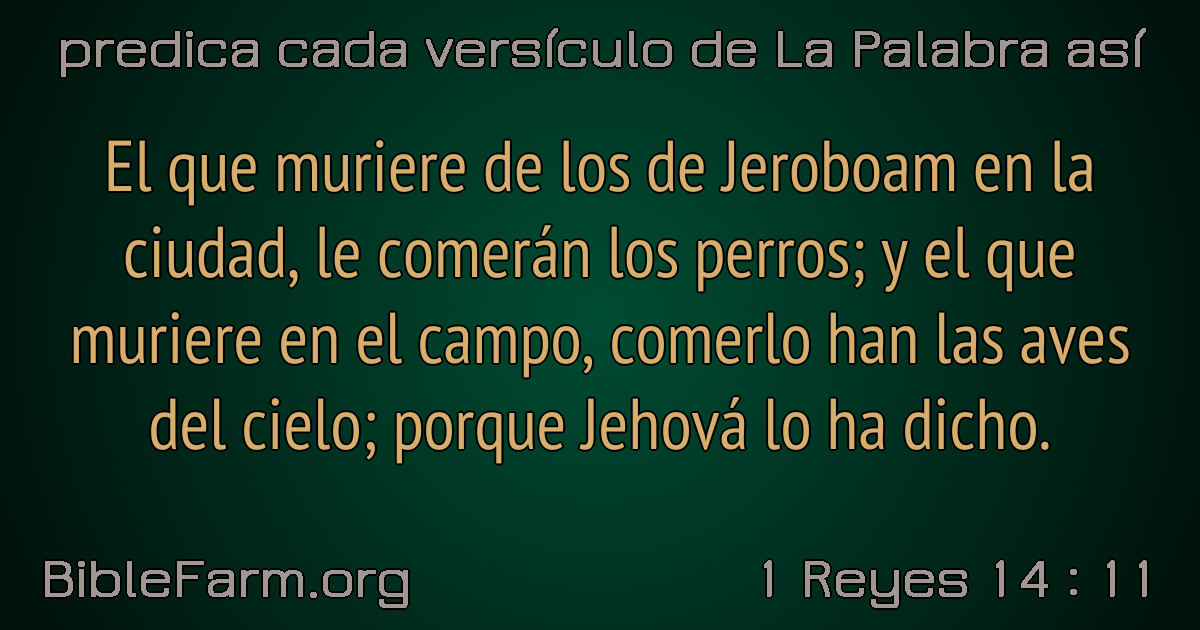 predica cada versículo de La Palabra así
El que muriere de los de Jeroboam en la
ciudad, le comerán los perros; y el que
muriere en el campo, comerlo han las aves
del cielo; porque Jehová lo ha dicho.
BibleFarm.org
1 Reyes 14 : 11